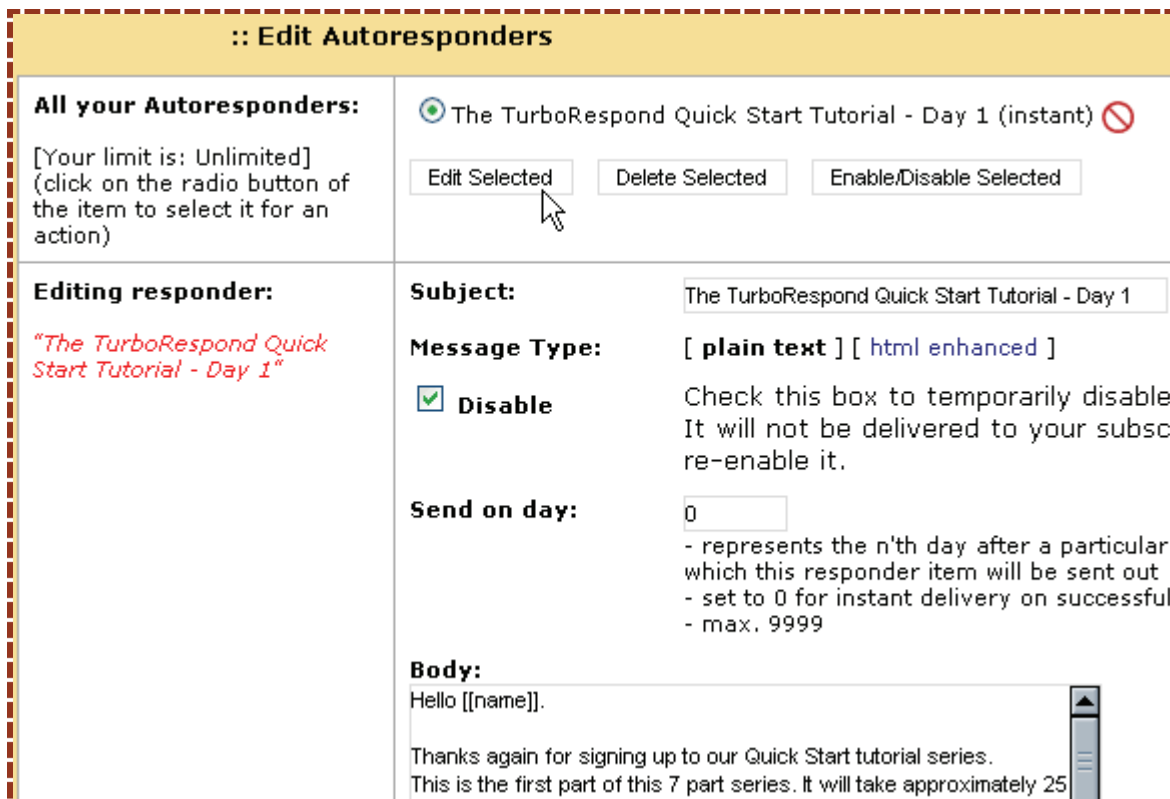 :: Edit Autoresponders
All your Autoresponders:
[Your limit is: Unlimited]
(click on the radio button of
the item to select it for an
action)
The TurboRespond Quick Start Tutorial - Day 1 (instant)
Edit Selected Delete Selected Enable/Disable Selected
Editing responder:
"The TurboRespond Quick
Start Tutorial - Day 1"
Subject: The TurboRespond Quick Start Tutorial - Day 1
Message Type: [ plain text ] [ html enhanced ]
Disable
Check this box to temporarily disable
It will not be delivered to your subsc
re-enable it.
Send on day: 0
- represents the n'th day after a particular
which this responder item will be sent out
- set to 0 for instant delivery on successful
- max. 9999
Body:
Hello [[name]].
Thanks again for signing up to our Quick Start tutorial series.
This is the first part of this 7 part series. It will take approximately 25